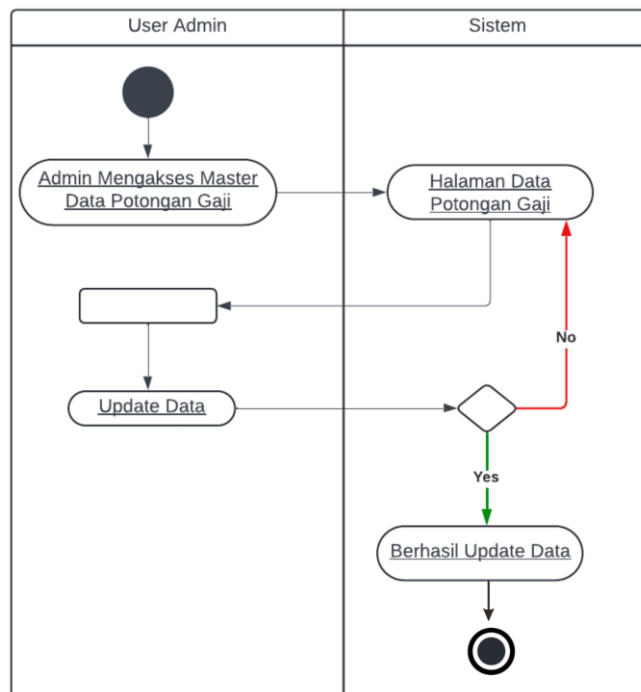 User Admin
Sistem
Admin Mengakses Master
Data Potongan Gaji
Halaman Data
Potongan Gaji
No
Update Data
Yes
Berhasil Update Data